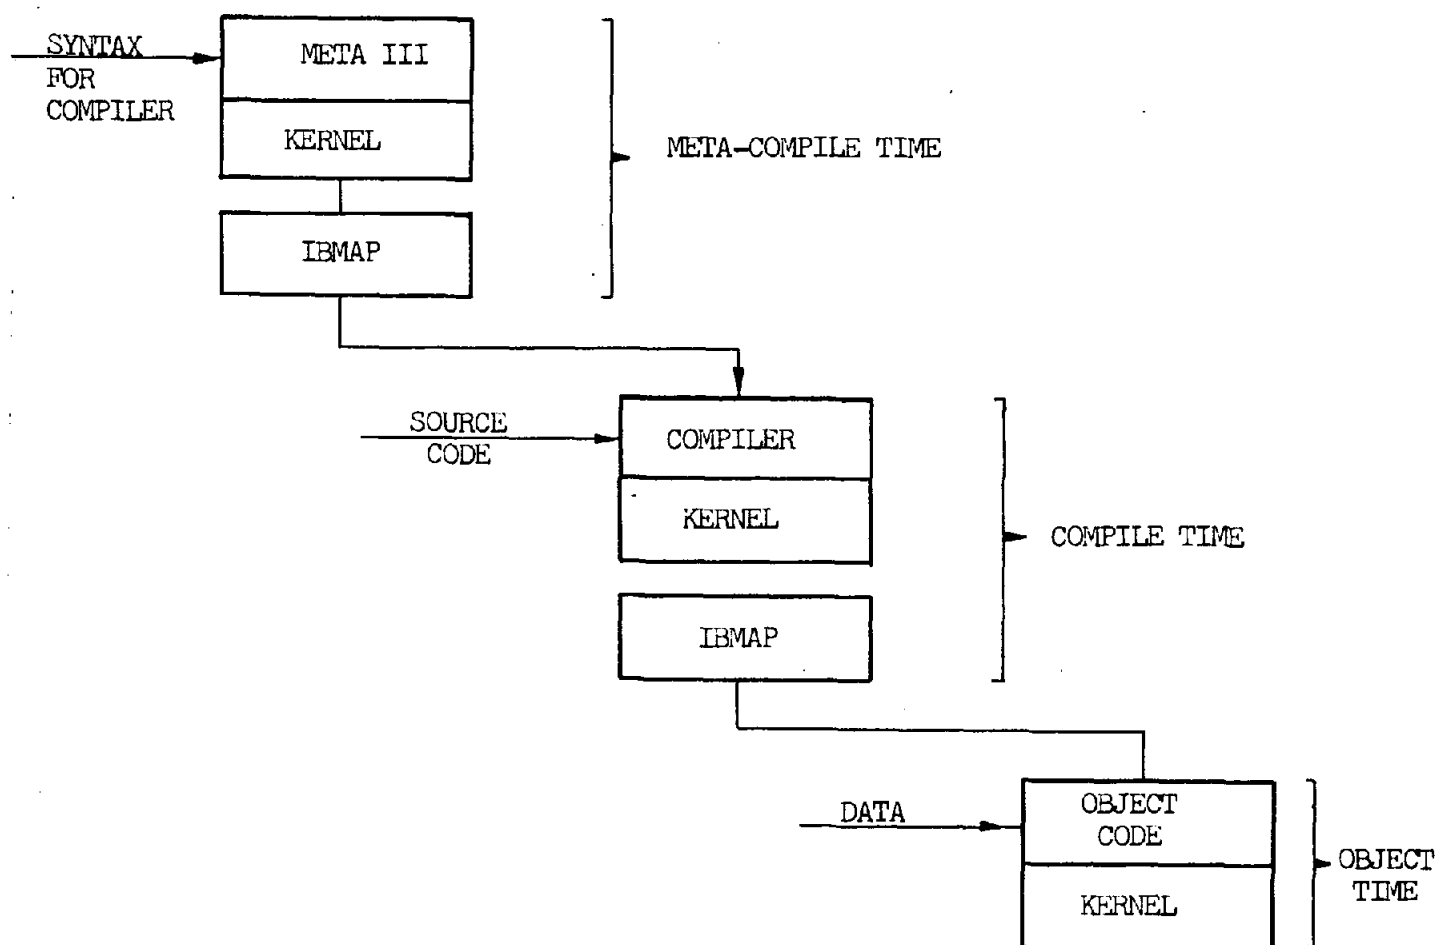 SYNTAX
FOR
COMPILER
META III
KERNEL
IBMAP
META-COMPILE TIME
SOURCE
CODE
COMPILER
KERNEL
IBMAP
COMPILE TIME
DATA
OBJECT
CODE
KERNEL
OBJECT
TIME